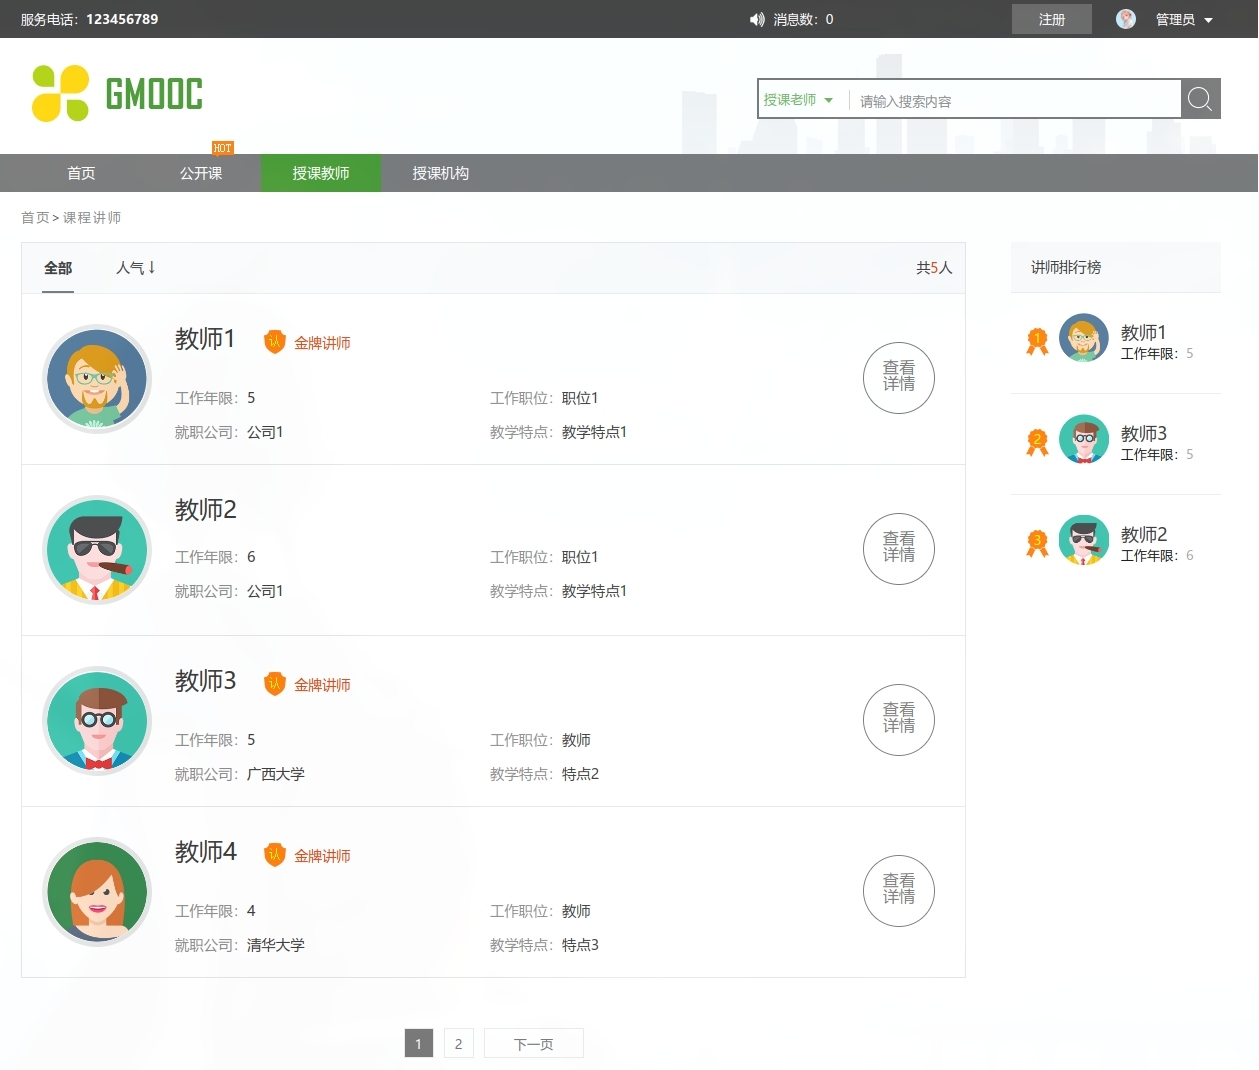 服务电话：123456789
消息数：0
注册
管理员
GMOOC
授课老师
请输入搜索内容
HOT
首页
公开课
授课教师
授课机构
首页>课程讲师
全部
人气↓
共5人
教师1
认
金牌讲师
工作年限：5
工作职位：职位1
就职公司：公司1
教学特点：教学特点1
查看
详情
教师2
工作年限：6
工作职位：职位1
就职公司：公司1
教学特点：教学特点1
查看
详情
教师3
认
金牌讲师
工作年限：5
工作职位：教师
就职公司：广西大学
教学特点：特点2
查看
详情
教师4
认
金牌讲师
工作年限：4
工作职位：教师
就职公司：清华大学
教学特点：特点3
查看
详情
1
2
下一页
讲师排行榜
1
教师1
工作年限：5
2
教师3
工作年限：5
3
教师2
工作年限：6